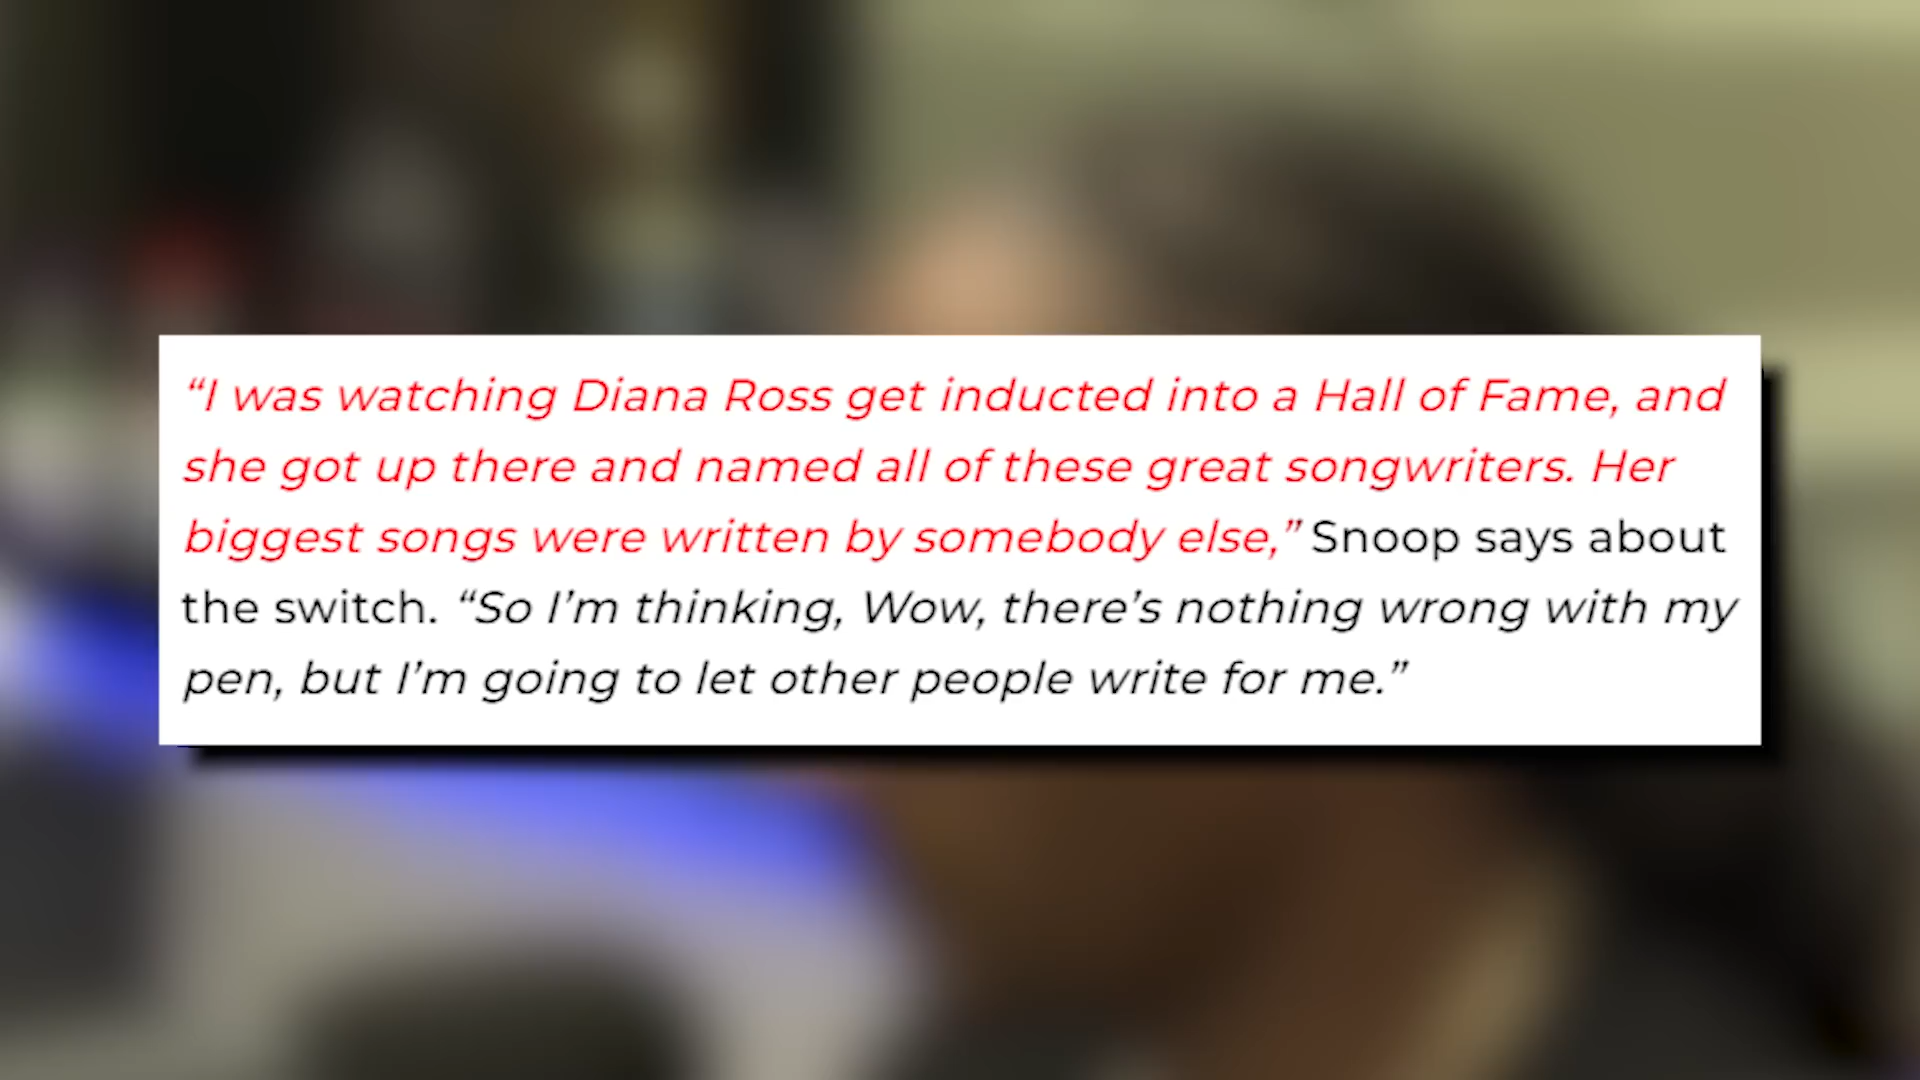 “I was watching Diana Ross get inducted into a Hall of Fame, and
she got up there and named all of these great songwriters. Her
biggest songs were written by somebody else,” Snoop says about
the switch. “So I’m thinking, Wow, there’s nothing wrong with my
pen, but I’m going to let other people write for me.”